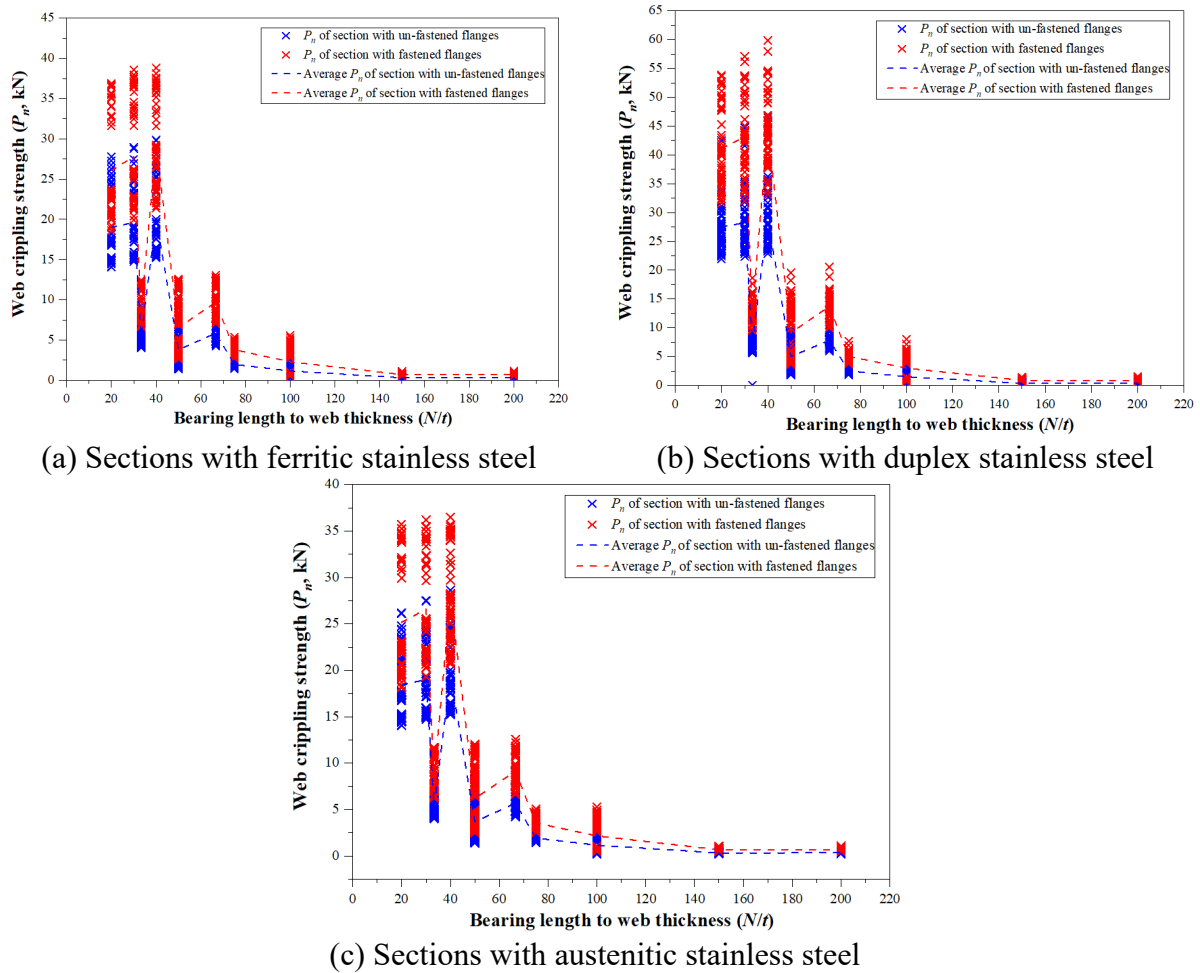 45
40
35
30
25
20
15
10
5
0
Web crippling strength (Pn, kN)
Pn of section with un-fastened flanges
Pn of section with fastened flanges
Average Pn of section with un-fastened flanges
Average Pn of section with fastened flanges
0 20 40 60 80 100 120 140 160 180 200 220
Bearing length to web thickness (N/t)
(a) Sections with ferritic stainless steel
65
60
55
50
45
40
35
30
25
20
15
10
5
0
Web crippling strength (Pn, kN)
Pn of section with un-fastened flanges
Pn of section with fastened flanges
Average Pn of section with un-fastened flanges
Average Pn of section with fastened flanges
0 20 40 60 80 100 120 140 160 180 200 220
Bearing length to web thickness (N/t)
(b) Sections with duplex stainless steel
40
35
30
25
20
15
10
5
0
Web crippling strength (Pn, kN)
Pn of section with un-fastened flanges
Pn of section with fastened flanges
Average Pn of section with un-fastened flanges
Average Pn of section with fastened flanges
0 20 40 60 80 100 120 140 160 180 200 220
Bearing length to web thickness (N/t)
(c) Sections with austenitic stainless steel